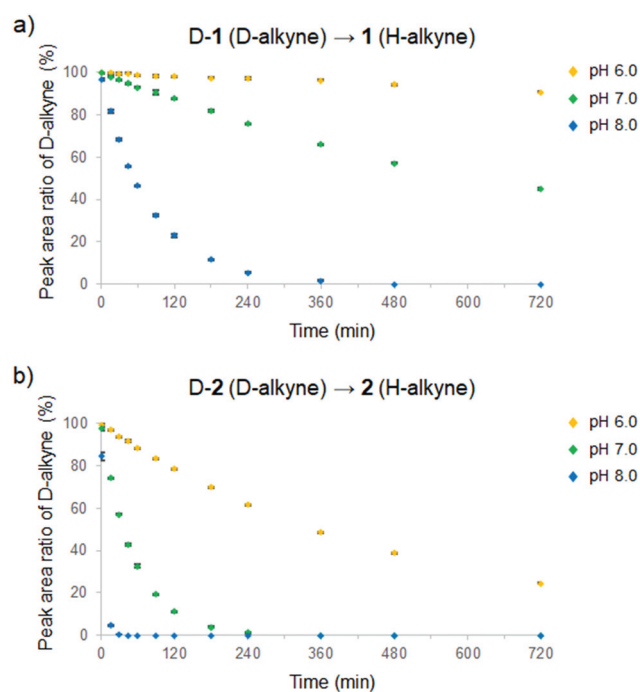 a)
D-1 (D-alkyne) → 1 (H-alkyne)
Peak area ratio of D-alkyne (%)
100
80
60
40
20
0
0 120 240 360 480 600 720
Time (min)
pH 6.0
pH 7.0
pH 8.0
b)
D-2 (D-alkyne) → 2 (H-alkyne)
Peak area ratio of D-alkyne (%)
100
80
60
40
20
0
0 120 240 360 480 600 720
Time (min)
pH 6.0
pH 7.0
pH 8.0